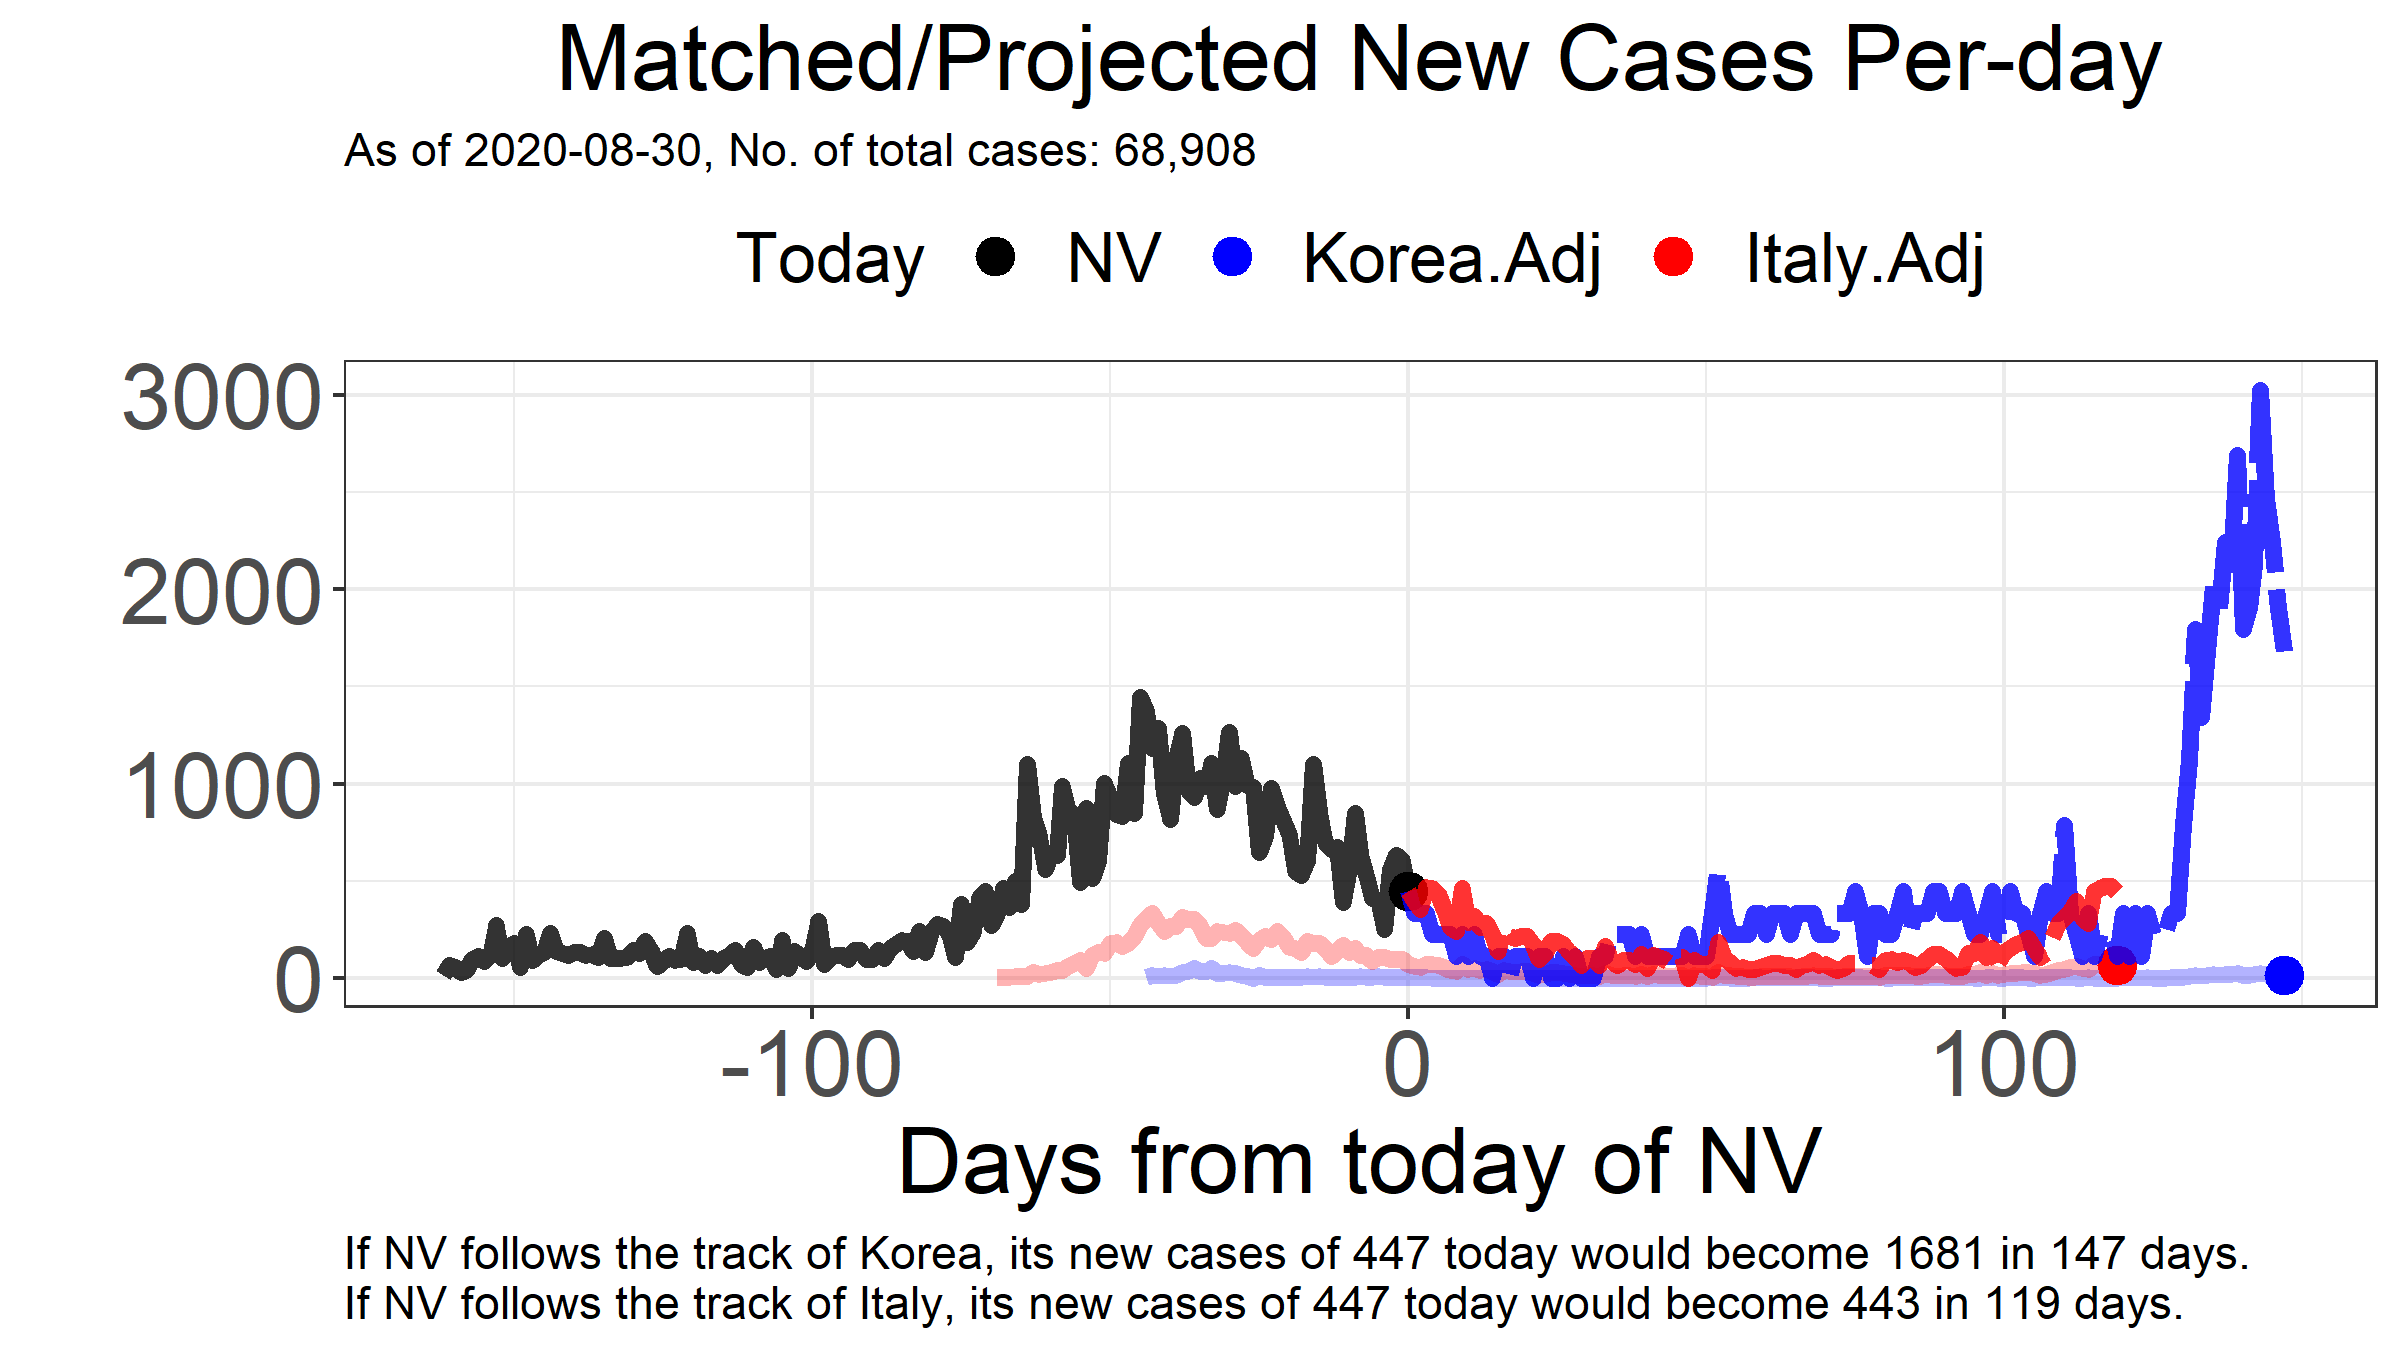 Matched/Projected New Cases Per-day
As of 2020-08-30, No. of total cases: 68,908
Today NV Korea.Adj Italy.Adj
3000
2000
1000
0
-100 0 100
Days from today of NV
If NV follows the track of Korea, its new cases of 447 today would become 1681 in 147 days.
If NV follows the track of Italy, its new cases of 447 today would become 443 in 119 days.